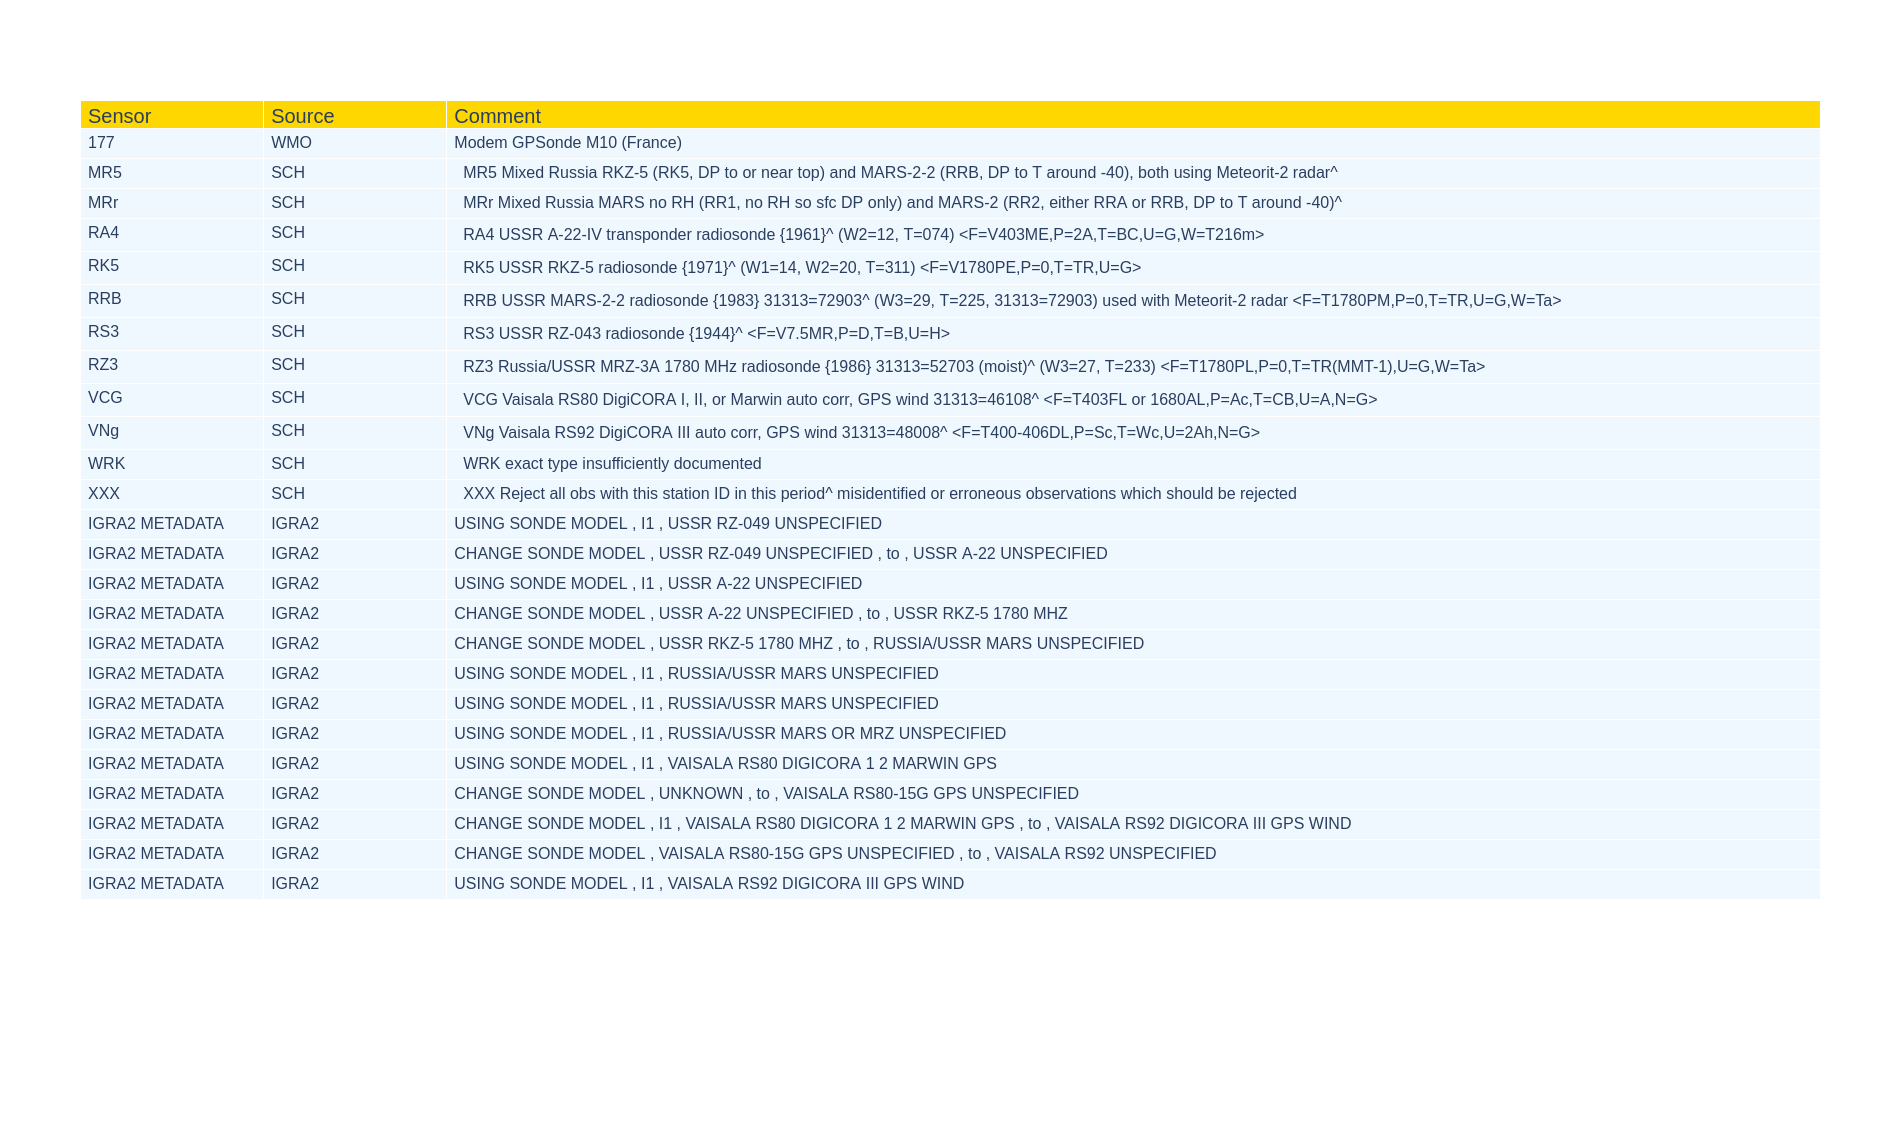 Sensor Source Comment
177 WMO Modem GPSonde M10 (France)
MR5 SCH MR5 Mixed Russia RKZ-5 (RK5, DP to or near top) and MARS-2-2 (RRB, DP to T around -40), both using Meteorit-2 radar^
MRr SCH MRr Mixed Russia MARS no RH (RR1, no RH so sfc DP only) and MARS-2 (RR2, either RRA or RRB, DP to T around -40)^
RA4 SCH RA4 USSR A-22-IV transponder radiosonde {1961}^ (W2=12, T=074) <F=V403ME,P=2A,T=BC,U=G,W=T216m>
RK5 SCH RK5 USSR RKZ-5 radiosonde {1971}^ (W1=14, W2=20, T=311) <F=V1780PE,P=0,T=TR,U=G>
RRB SCH RRB USSR MARS-2-2 radiosonde {1983} 31313=72903^ (W3=29, T=225, 31313=72903) used with Meteorit-2 radar <F=T1780PM,P=0,T=TR,U=G,W=Ta>
RS3 SCH RS3 USSR RZ-043 radiosonde {1944}^ <F=V7.5MR,P=D,T=B,U=H>
RZ3 SCH RZ3 Russia/USSR MRZ-3A 1780 MHz radiosonde {1986} 31313=52703 (moist)^ (W3=27, T=233) <F=T1780PL,P=0,T=TR(MMT-1),U=G,W=Ta>
VCG SCH VCG Vaisala RS80 DigiCORA I, II, or Marwin auto corr, GPS wind 31313=46108^ <F=T403FL or 1680AL,P=Ac,T=CB,U=A,N=G>
VNg SCH VNg Vaisala RS92 DigiCORA III auto corr, GPS wind 31313=48008^ <F=T400-406DL,P=Sc,T=Wc,U=2Ah,N=G>
WRK SCH WRK exact type insufficiently documented
XXX SCH XXX Reject all obs with this station ID in this period^ misidentified or erroneous observations which should be rejected
IGRA2 METADATA IGRA2 USING SONDE MODEL , I1 , USSR RZ-049 UNSPECIFIED
IGRA2 METADATA IGRA2 CHANGE SONDE MODEL , USSR RZ-049 UNSPECIFIED , to , USSR A-22 UNSPECIFIED
IGRA2 METADATA IGRA2 USING SONDE MODEL , I1 , USSR A-22 UNSPECIFIED
IGRA2 METADATA IGRA2 CHANGE SONDE MODEL , USSR A-22 UNSPECIFIED , to , USSR RKZ-5 1780 MHZ
IGRA2 METADATA IGRA2 CHANGE SONDE MODEL , USSR RKZ-5 1780 MHZ , to , RUSSIA/USSR MARS UNSPECIFIED
IGRA2 METADATA IGRA2 USING SONDE MODEL , I1 , RUSSIA/USSR MARS UNSPECIFIED
IGRA2 METADATA IGRA2 USING SONDE MODEL , I1 , RUSSIA/USSR MARS UNSPECIFIED
IGRA2 METADATA IGRA2 USING SONDE MODEL , I1 , RUSSIA/USSR MARS OR MRZ UNSPECIFIED
IGRA2 METADATA IGRA2 USING SONDE MODEL , I1 , VAISALA RS80 DIGICORA 1 2 MARWIN GPS
IGRA2 METADATA IGRA2 CHANGE SONDE MODEL , UNKNOWN , to , VAISALA RS80-15G GPS UNSPECIFIED
IGRA2 METADATA IGRA2 CHANGE SONDE MODEL , I1 , VAISALA RS80 DIGICORA 1 2 MARWIN GPS , to , VAISALA RS92 DIGICORA III GPS WIND
IGRA2 METADATA IGRA2 CHANGE SONDE MODEL , VAISALA RS80-15G GPS UNSPECIFIED , to , VAISALA RS92 UNSPECIFIED
IGRA2 METADATA IGRA2 USING SONDE MODEL , I1 , VAISALA RS92 DIGICORA III GPS WIND